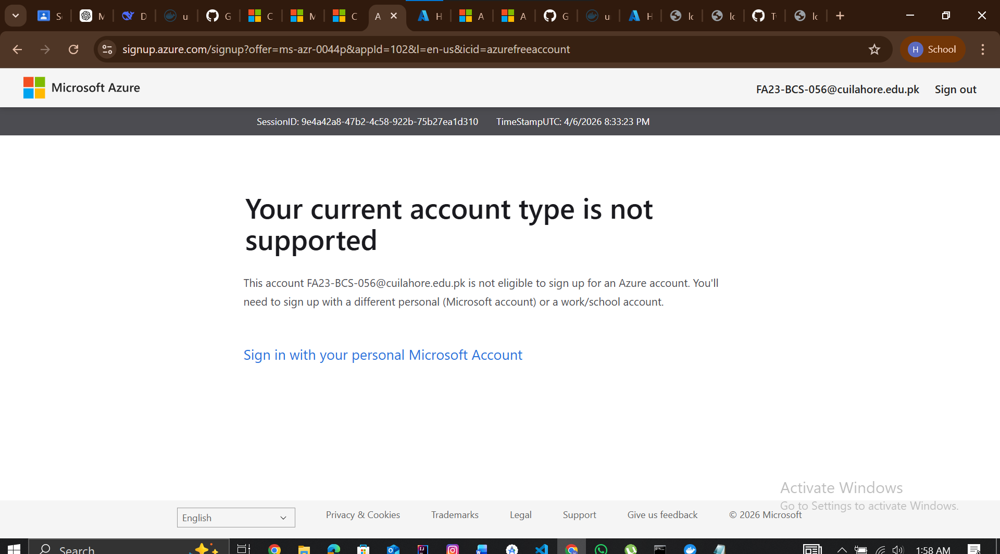 S
M
D
u
G
C
M
C
A
H
A
A
G
u
H
lc
lc
T
lc
signup.azure.com/signup?offer=ms-azr-0044p&appId=102&l=en-us&icid=azurefreeaccount
H School
Microsoft Azure
FA23-BCS-056@cuilahore.edu.pk Sign out
SessionID: 9e4a42a8-47b2-4c58-922b-75b27ea1d310 TimeStampUTC: 4/6/2026 8:33:23 PM
Your current account type is not
supported
This account FA23-BCS-056@cuilahore.edu.pk is not eligible to sign up for an Azure account. You'll
need to sign up with a different personal (Microsoft account) or a work/school account.
Sign in with your personal Microsoft Account
Activate Windows
Go to Settings to activate Windows.
English
Privacy & Cookies Trademarks Legal Support Give us feedback © 2026 Microsoft
Search
1:58 AM